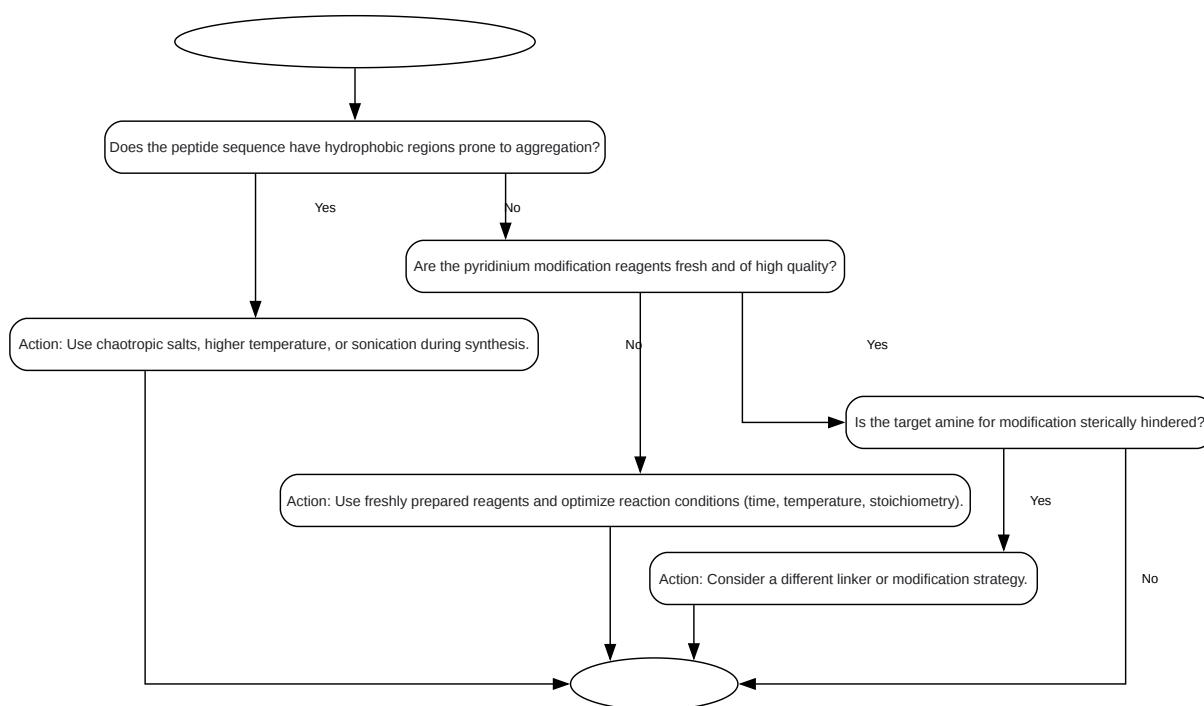 Does the peptide sequence have hydrophobic regions prone to aggregation?
Yes
No
Are the pyridinium modification reagents fresh and of high quality?
Action: Use chaotropic salts, higher temperature, or sonication during synthesis.
No
Yes
Is the target amine for modification sterically hindered?
Action: Use freshly prepared reagents and optimize reaction conditions (time, temperature, stoichiometry).
Yes
Action: Consider a different linker or modification strategy.
No